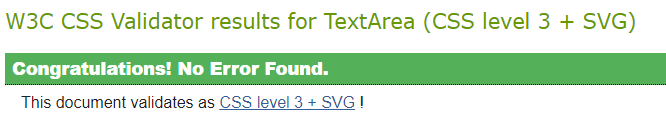 W3C CSS Validator results for TextArea (CSS level 3 + SVG)
Congratulations! No Error Found.
This document validates as CSS level 3 + SVG !